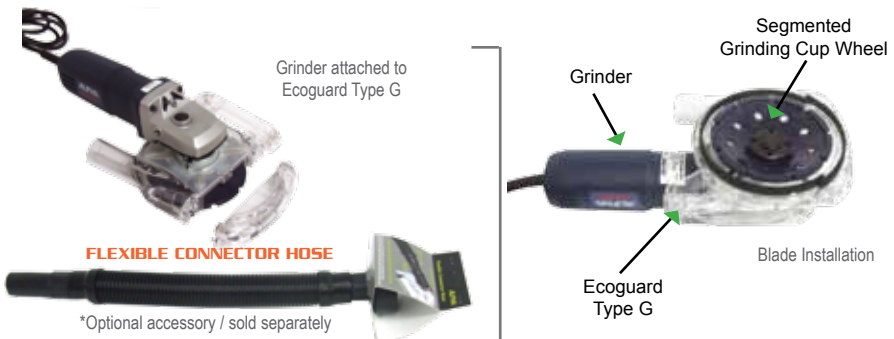 Grinder attached to
Ecoguard Type G
FLEXIBLE CONNECTOR HOSE
*Optional accessory / sold separately
Segmented
Grinding Cup Wheel
Grinder
Ecoguard
Type G
Blade Installation